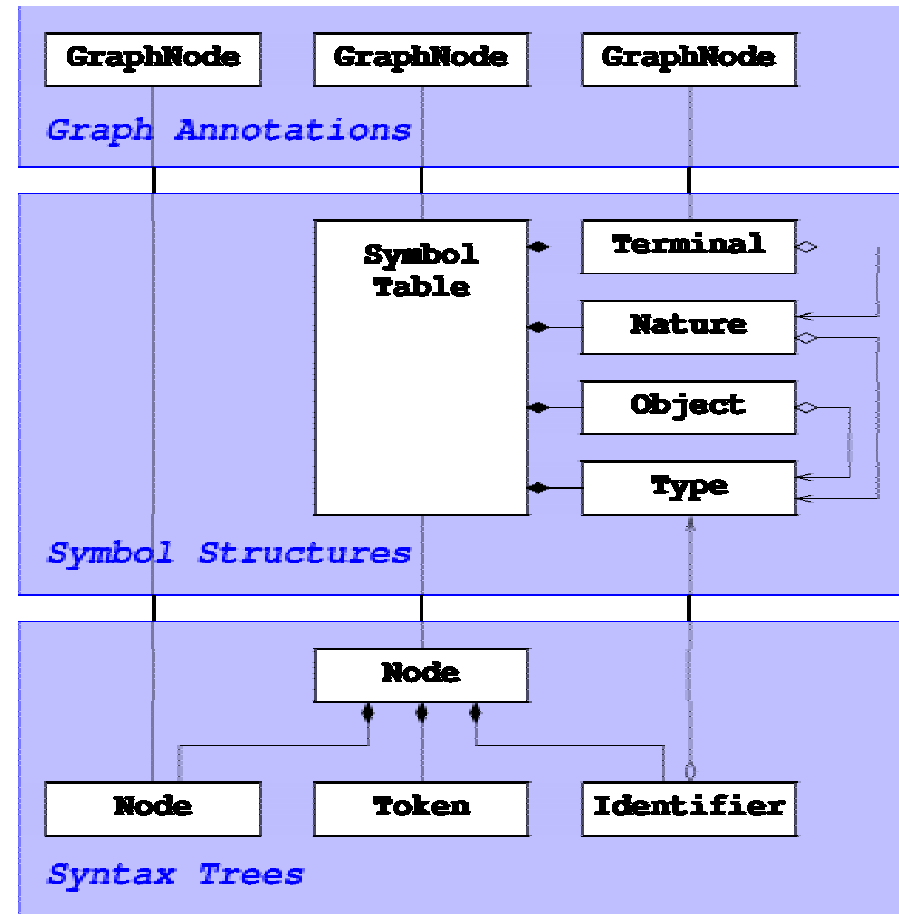 GraphNode GraphNode GraphNode
Graph Annotations
Symbol
Table
Terminal
Nature
Object
Type
Symbol Structures
Node
Node Token Identifier
Syntax Trees